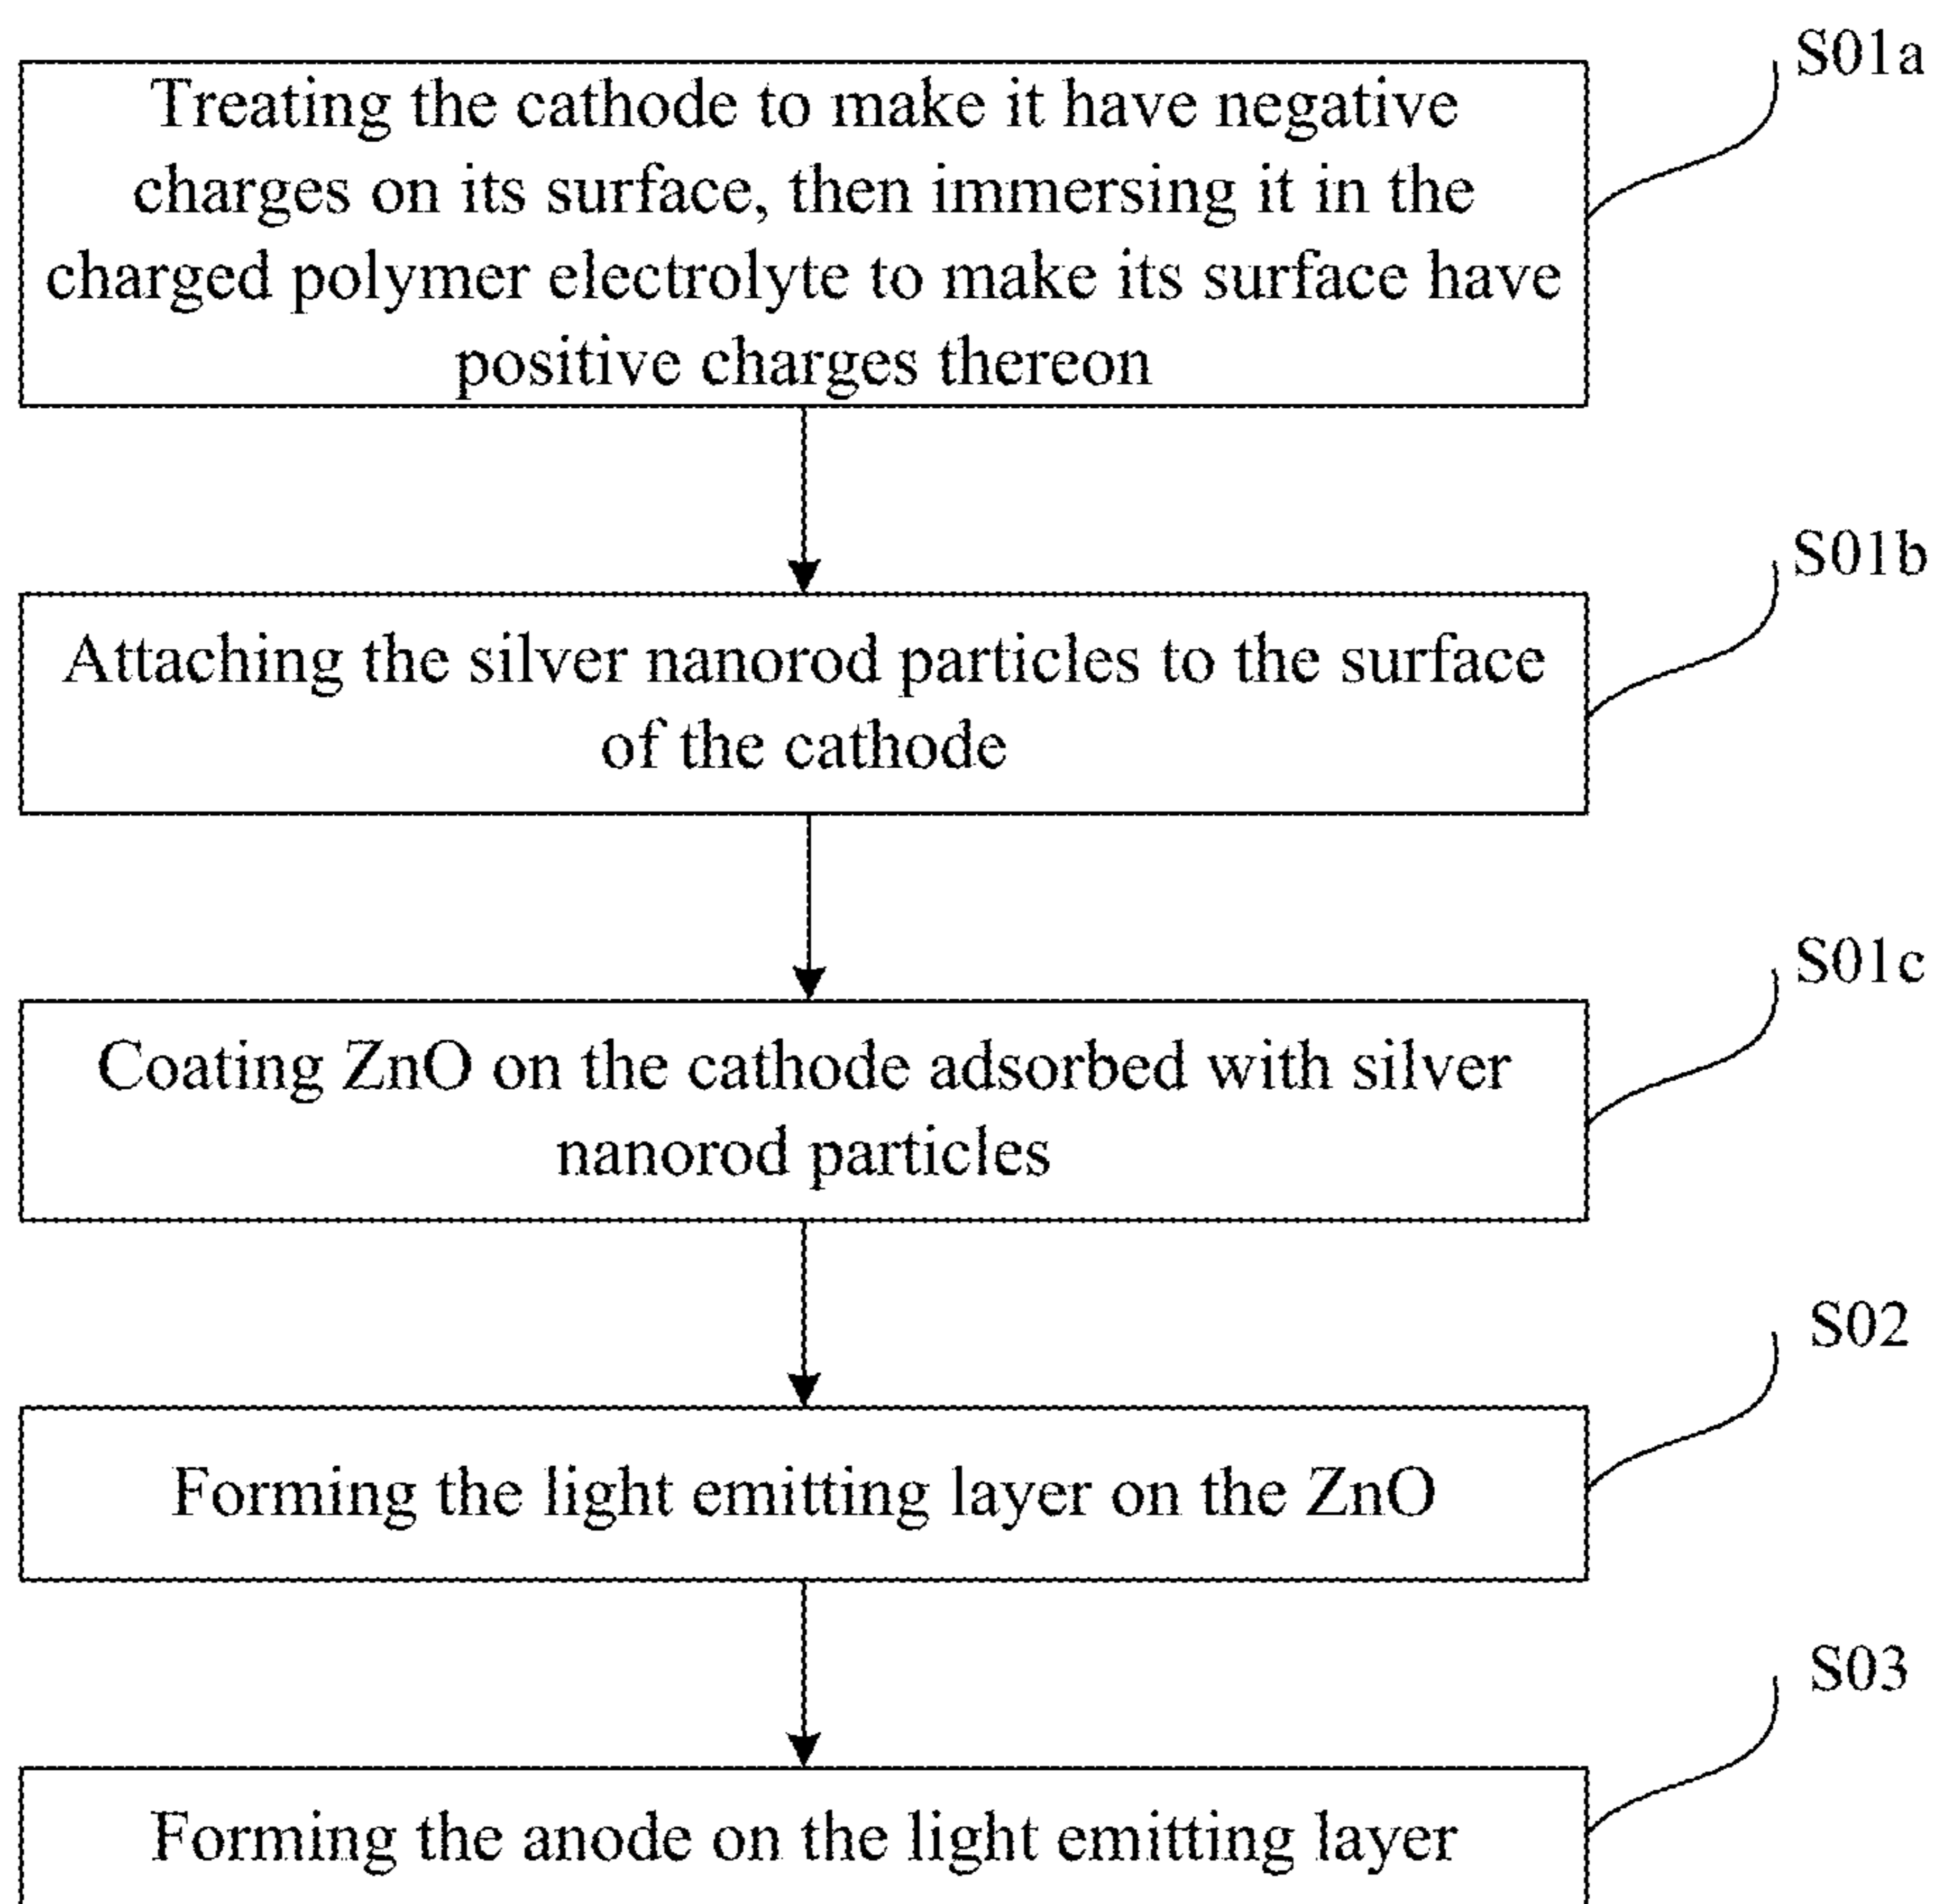 S01a
Treating the cathode to make it have negative
charges on its surface, then immersing it in the
charged polymer electrolyte to make its surface have
positive charges thereon
S01b
Attaching the silver nanorod particles to the surface
of the cathode
S01c
Coating ZnO on the cathode adsorbed with silver
nanorod particles
S02
Forming the light emitting layer on the ZnO
S03
Forming the anode on the light emitting layer